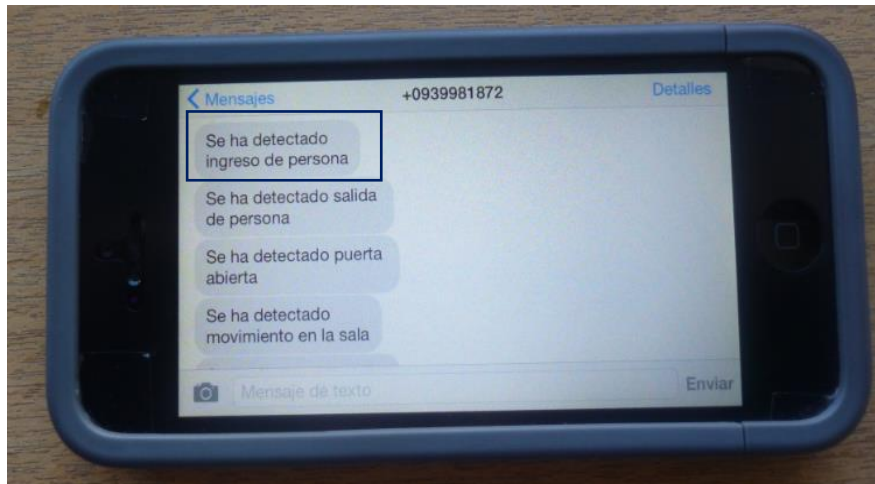 Mensajes
+0939981872
Detalles
Se ha detectado
ingreso de persona
Se ha detectado salida
de persona
Se ha detectado puerta
abierta
Se ha detectado
movimiento en la sala
Mensaje de texto
Enviar